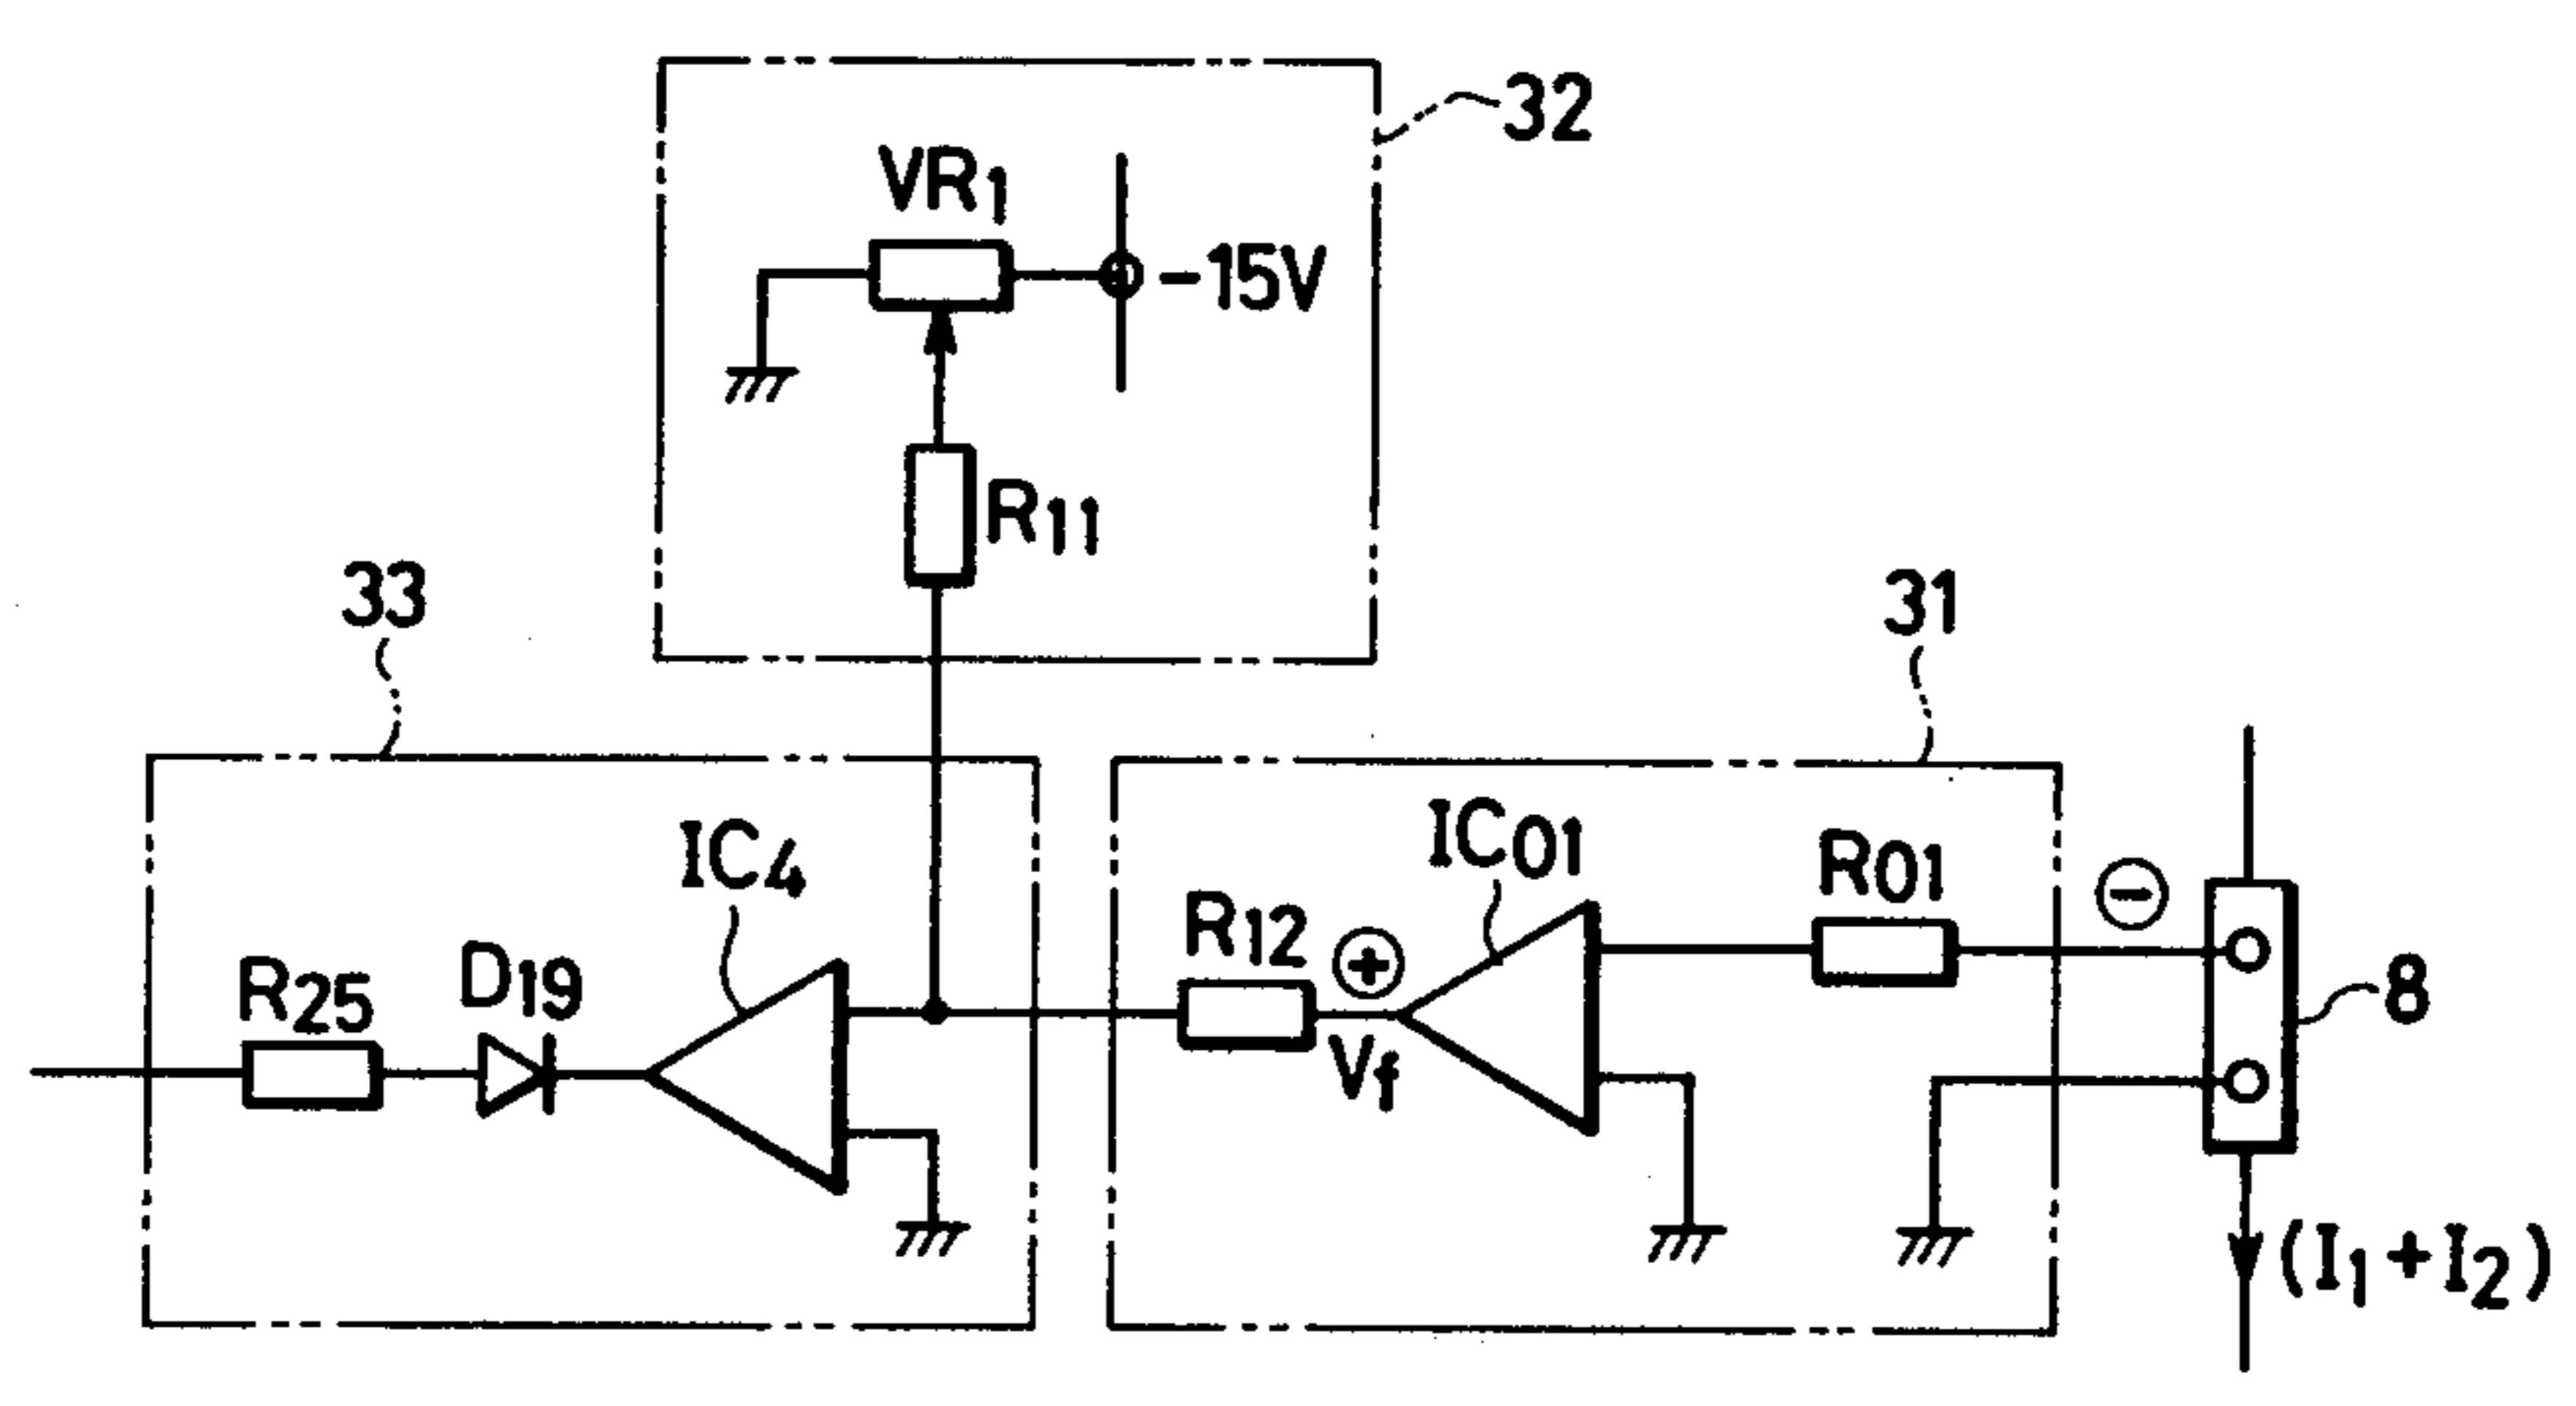 32
VR1
-15V
R11
33
31
IC4
IC01
R01
⊖
R12
⊕
Vf
R25
D19
8
(I1+I2)